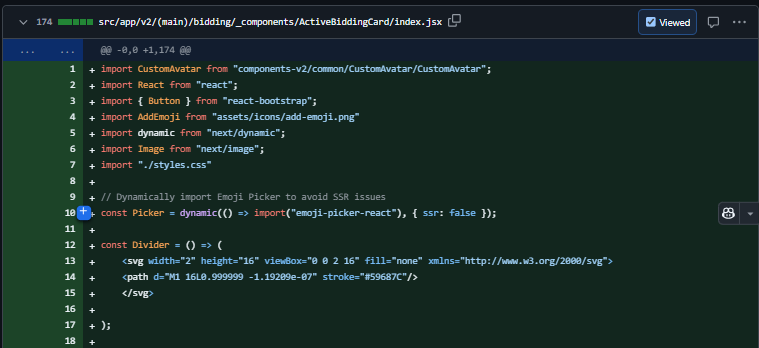 174 src/app/v2/(main)/bidding/_components/ActiveBiddingCard/index.jsx Viewed
... ... @@ -0,0 +1,174 @@
1 + import CustomAvatar from "components-v2/common/CustomAvatar/CustomAvatar";
2 + import React from "react";
3 + import { Button } from "react-bootstrap";
4 + import AddEmoji from "assets/icons/add-emoji.png"
5 + import dynamic from "next/dynamic";
6 + import Image from "next/image";
7 + import "./styles.css"
8 +
9 + // Dynamically import Emoji Picker to avoid SSR issues
10 + const Picker = dynamic(() => import("emoji-picker-react"), { ssr: false });
11 +
12 + const Divider = () => (
13 +     <svg width="2" height="16" viewBox="0 0 2 16" fill="none" xmlns="http://www.w3.org/2000/svg">
14 +     <path d="M1 16L0.999999 -1.19209e-07" stroke="#59687C"/>
15 +     </svg>
16 +
17 + );
18 +